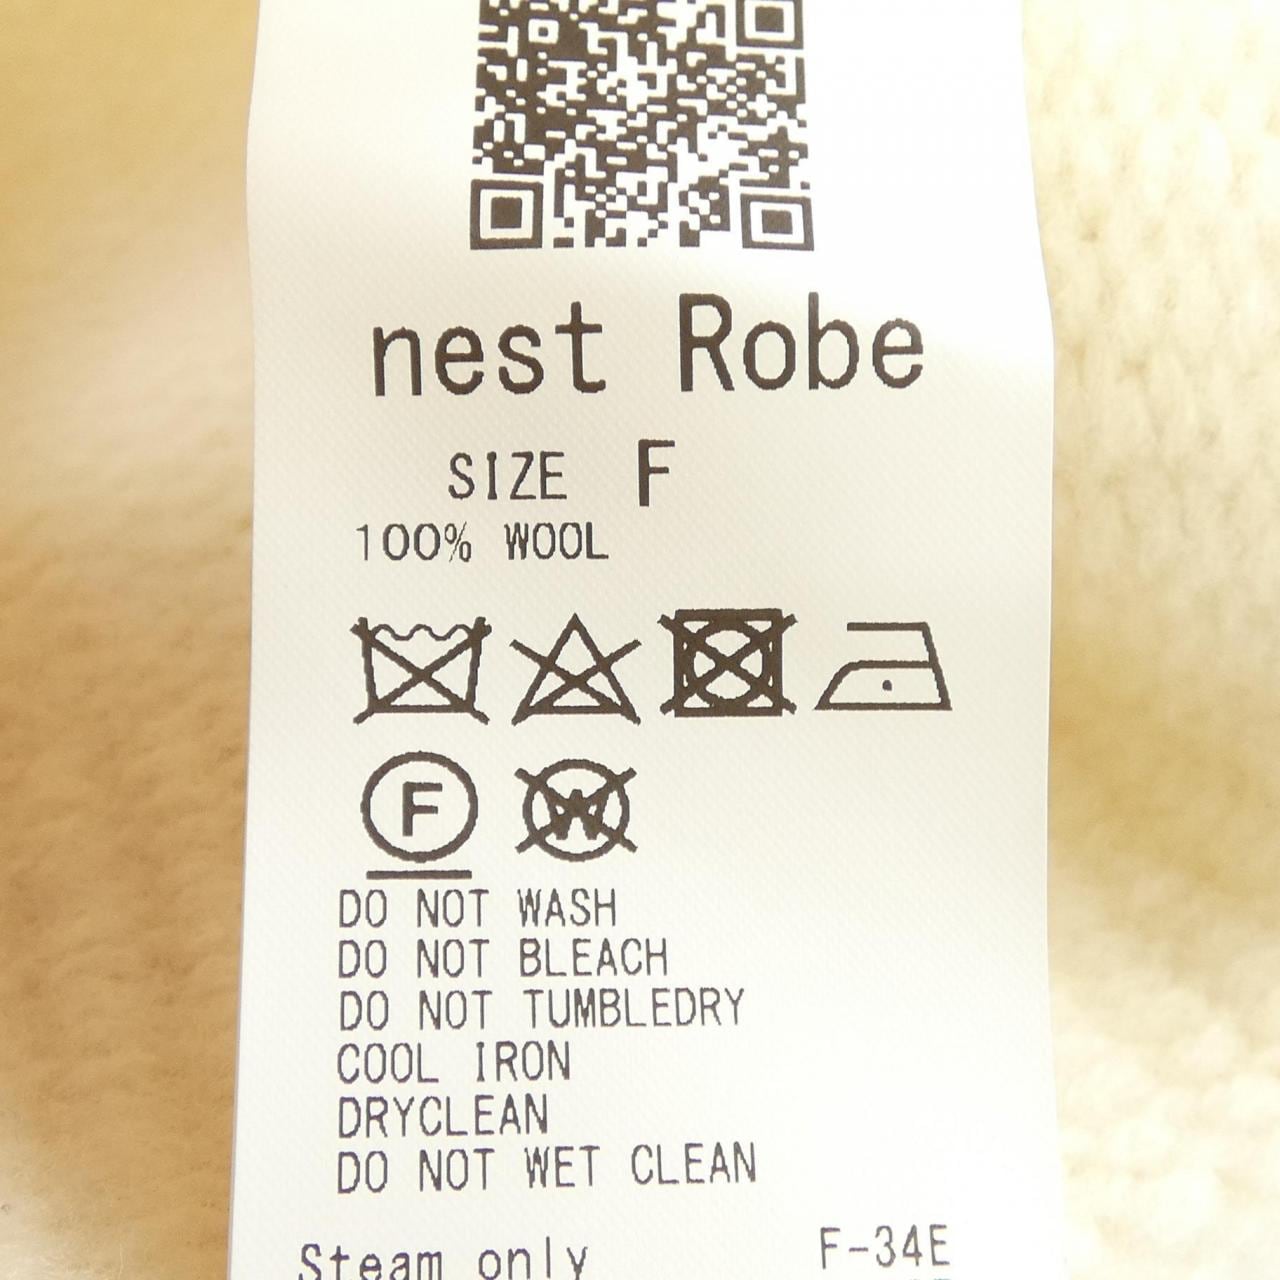 nest Robe
SIZE F
100% WOOL
F
W
DO NOT WASH
DO NOT BLEACH
DO NOT TUMBLEDRY
COOL IRON
DRYCLEAN
DO NOT WET CLEAN
Steam only F-34E